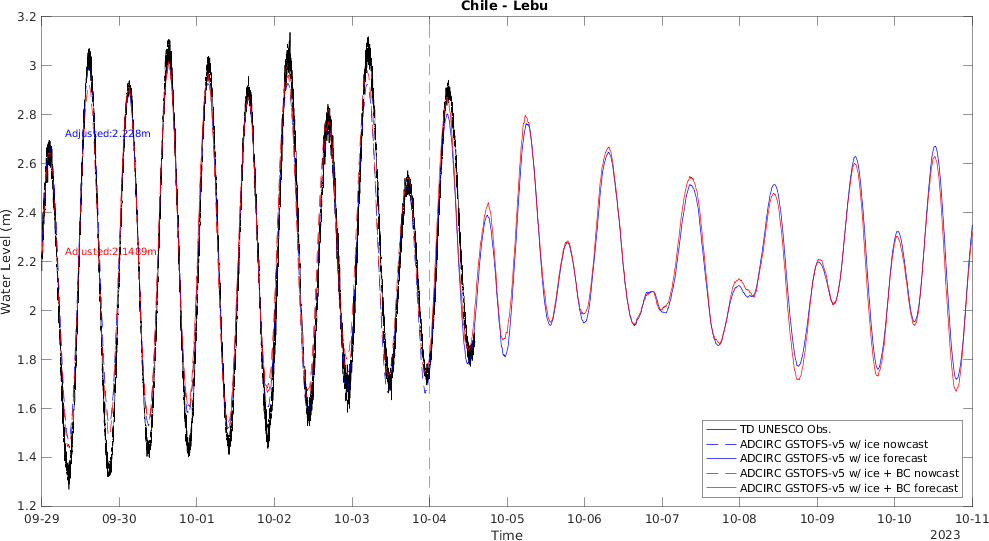 Chile - Lebu
3.2
3
2.8
2.6
2.4
2.2
2
1.8
1.6
1.4
1.2
Water Level (m)
Adjusted:2.228m
Adjusted:2.1489m
TD UNESCO Obs.
ADCIRC GSTOFS-v5 w/ ice nowcast
ADCIRC GSTOFS-v5 w/ ice forecast
ADCIRC GSTOFS-v5 w/ ice + BC nowcast
ADCIRC GSTOFS-v5 w/ ice + BC forecast
09-29 09-30 10-01 10-02 10-03 10-04 10-05 10-06 10-07 10-08 10-09 10-10 10-11
Time
2023